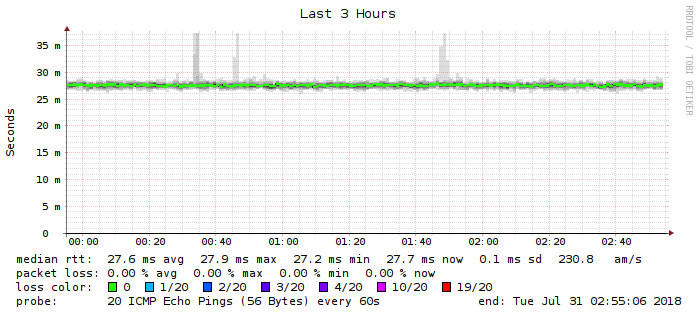 Last 3 Hours
RRDTOOL / TOBI OETIKER
Seconds
35 m
30 m
25 m
20 m
15 m
10 m
5 m
0
00:00 00:20 00:40 01:00 01:20 01:40 02:00 02:20 02:40
median rtt: 27.6 ms avg 27.9 ms max 27.2 ms min 27.7 ms now 0.1 ms sd 230.8 am/s
packet loss: 0.00 % avg 0.00 % max 0.00 % min 0.00 % now
loss color: 0 1/20 2/20 3/20 4/20 10/20 19/20
probe: 20 ICMP Echo Pings (56 Bytes) every 60s end: Tue Jul 31 02:55:06 2018